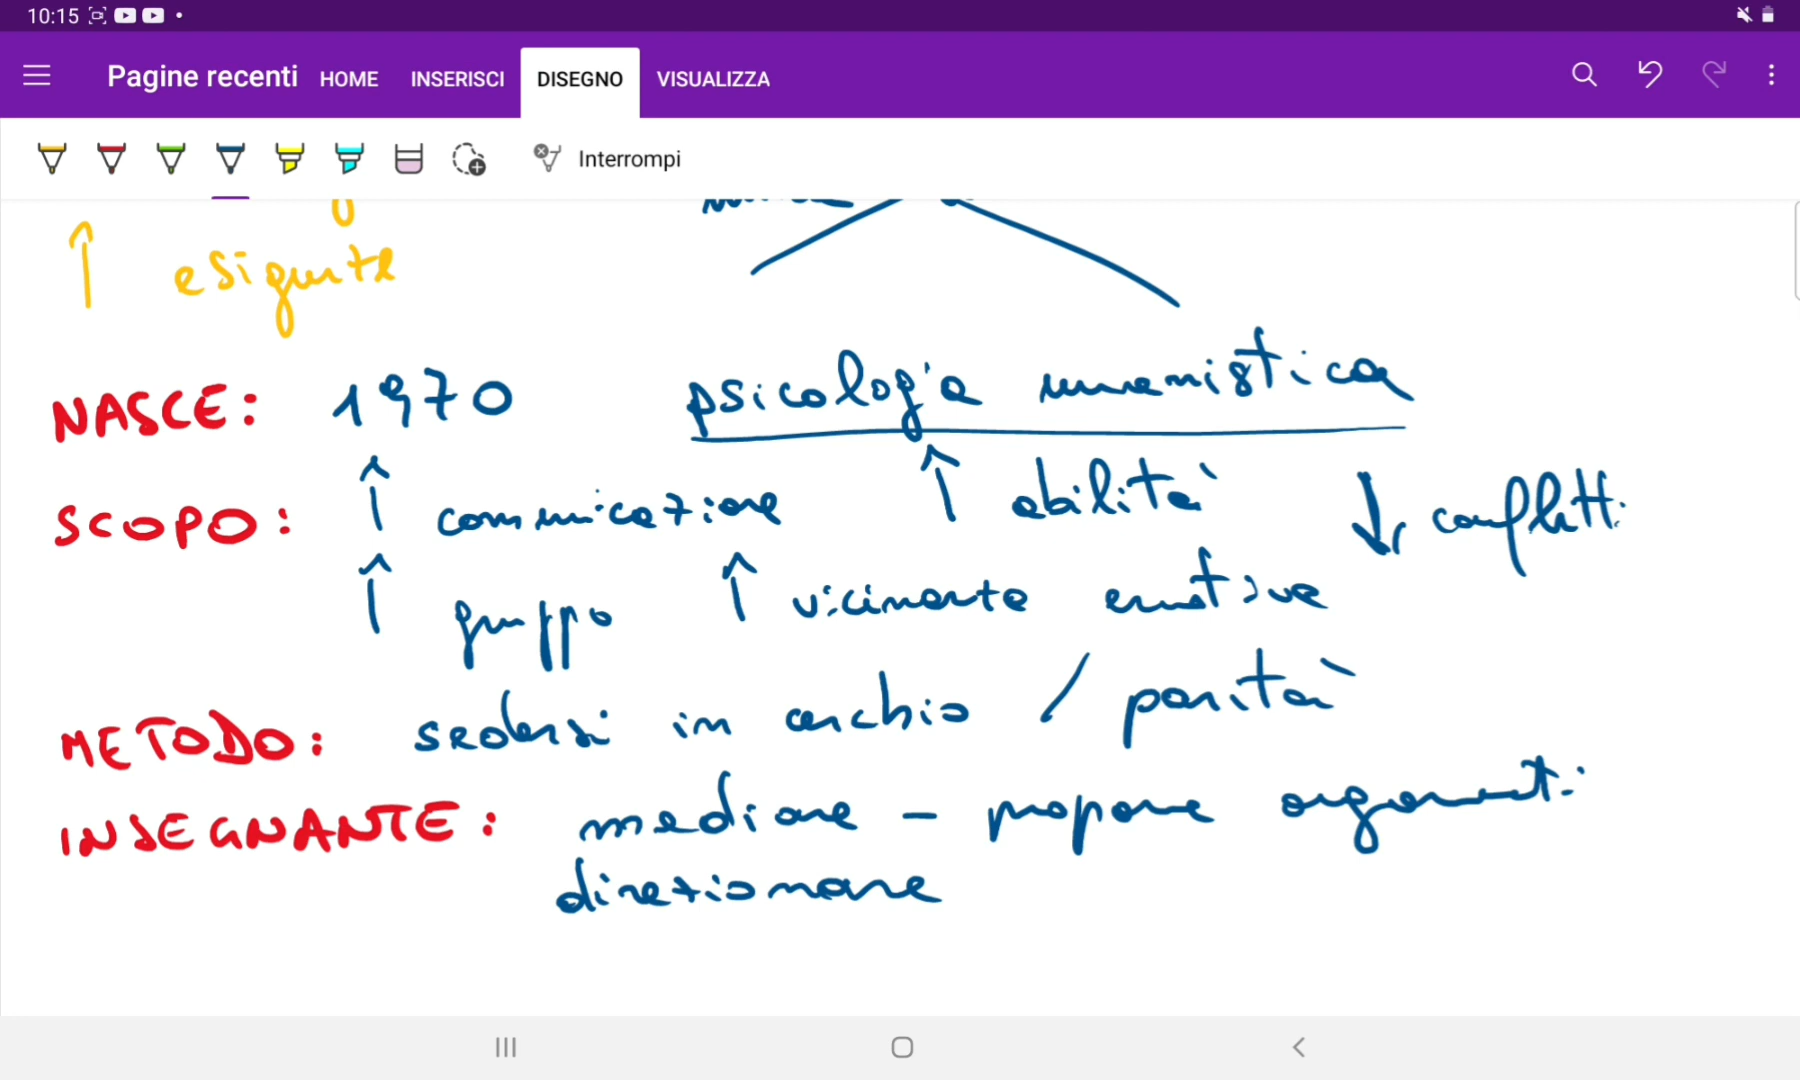 10:15
Pagine recenti HOME INSERISCI DISEGNO VISUALIZZA
Interrompi
↑ esigente
NASCE: 1970 psicologia umanistica
SCOPO: ↑ comunicazione ↑ abilità ↓ conflitti
↑ gruppo ↑ vicinanza emotiva
METODO: sedersi in cerchio / parità
INSEGNANTE: mediare - propone argomenti
direzionare